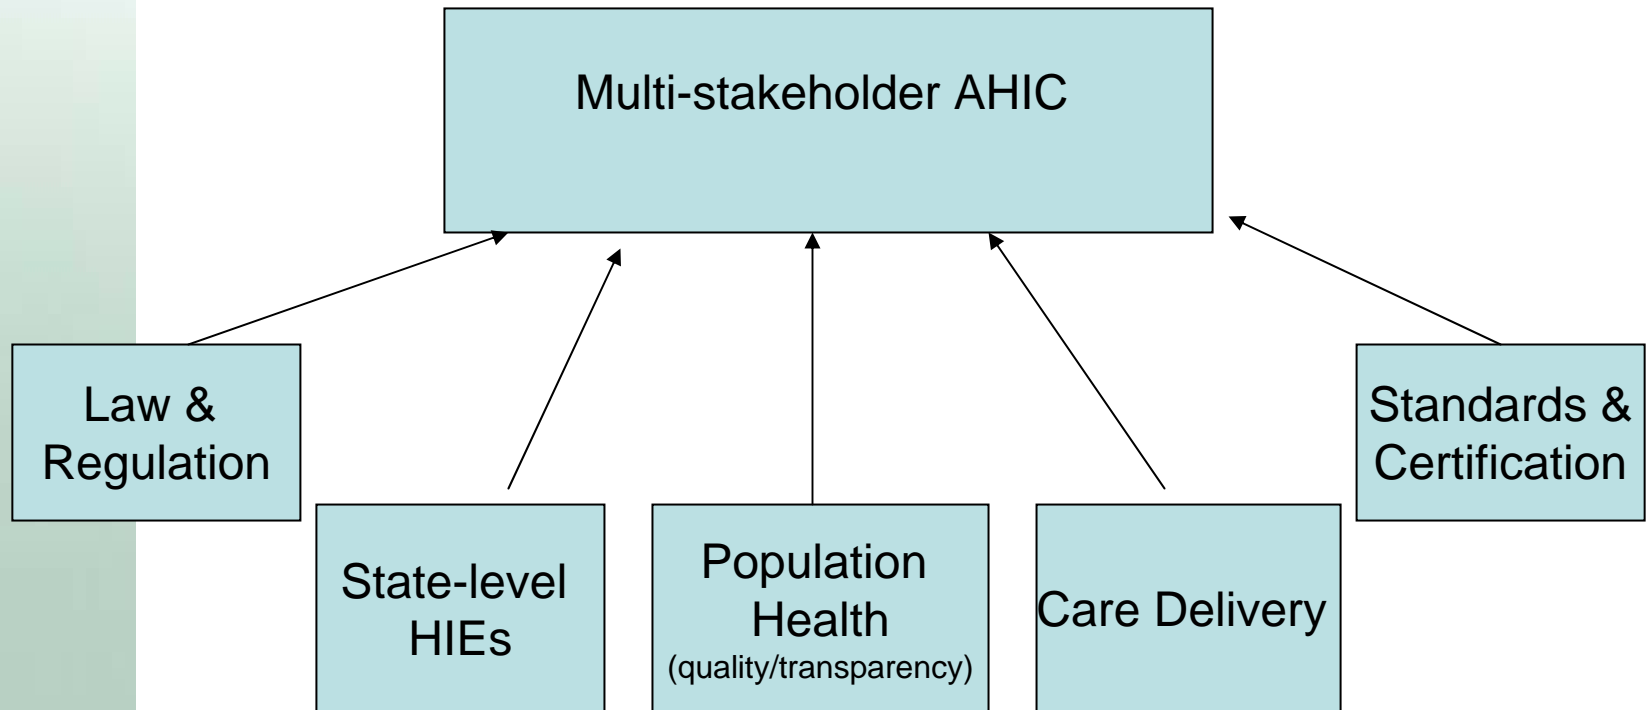 Multi-stakeholder AHIC
Law &
Regulation
State-level
HIEs
Population
Health
(quality/transparency)
Care Delivery
Standards &
Certification